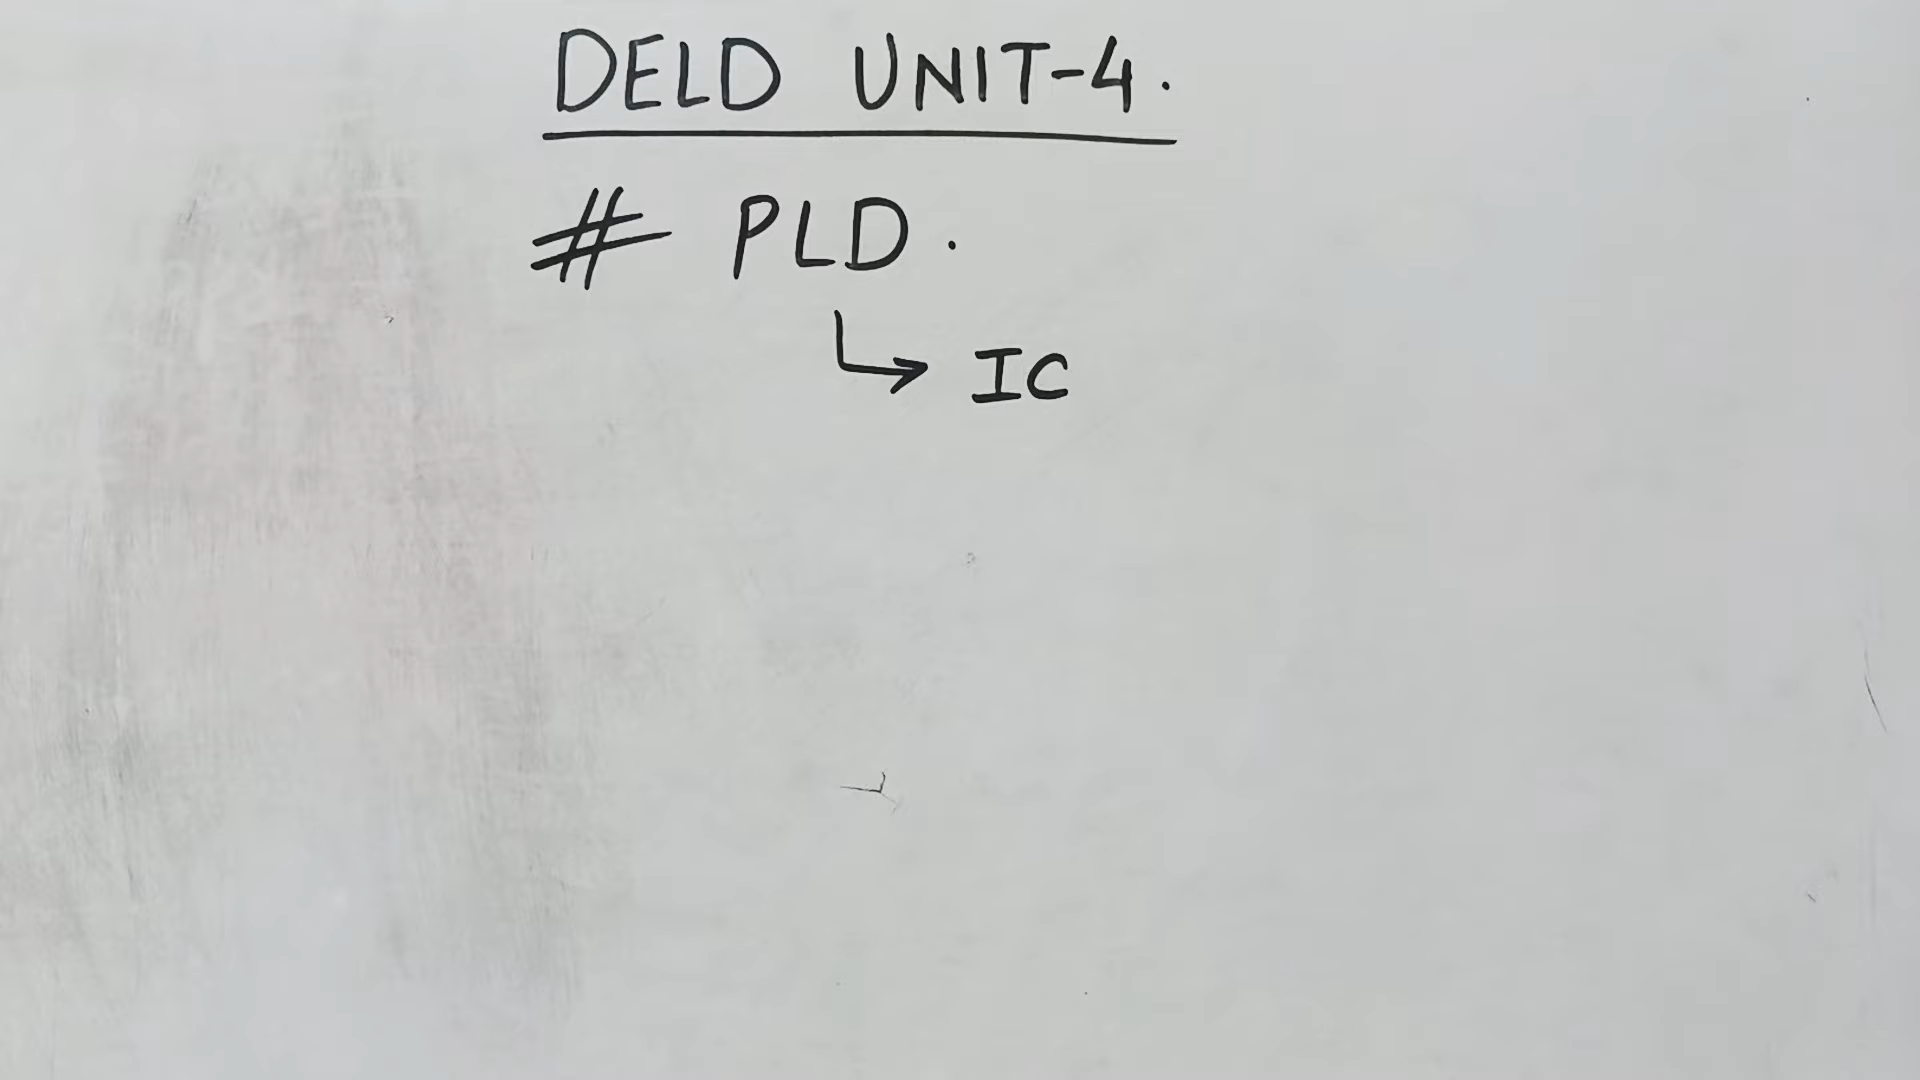 DELD UNIT-4.
# PLD.
↳ IC